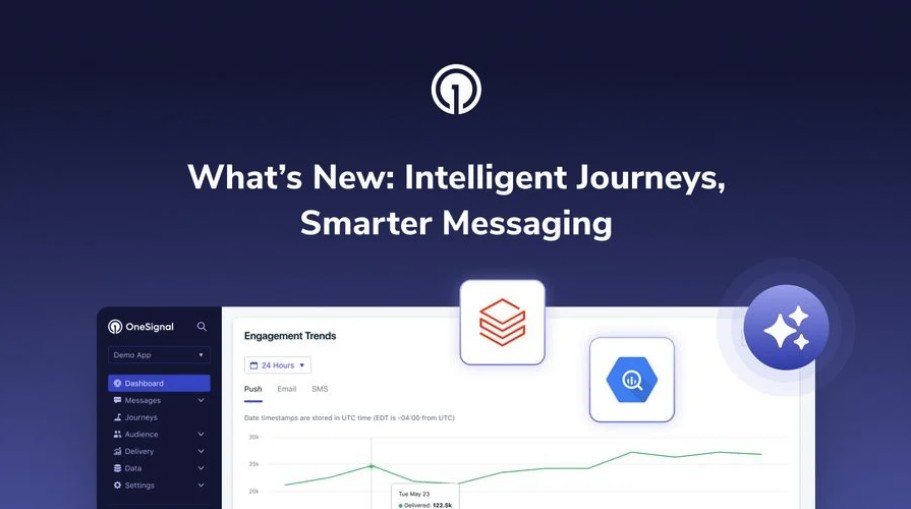 What's New: Intelligent Journeys,
Smarter Messaging
OneSignal
Demo App
Dashboard
Messages
Journeys
Audience
Delivery
Data
Settings
Engagement Trends
24 Hours
Push Email SMS
Date timestamps are stored in UTC time (EDT is -04:00 from UTC)
30k
25k
20k
Tue May 23
Delivered: 122.5k